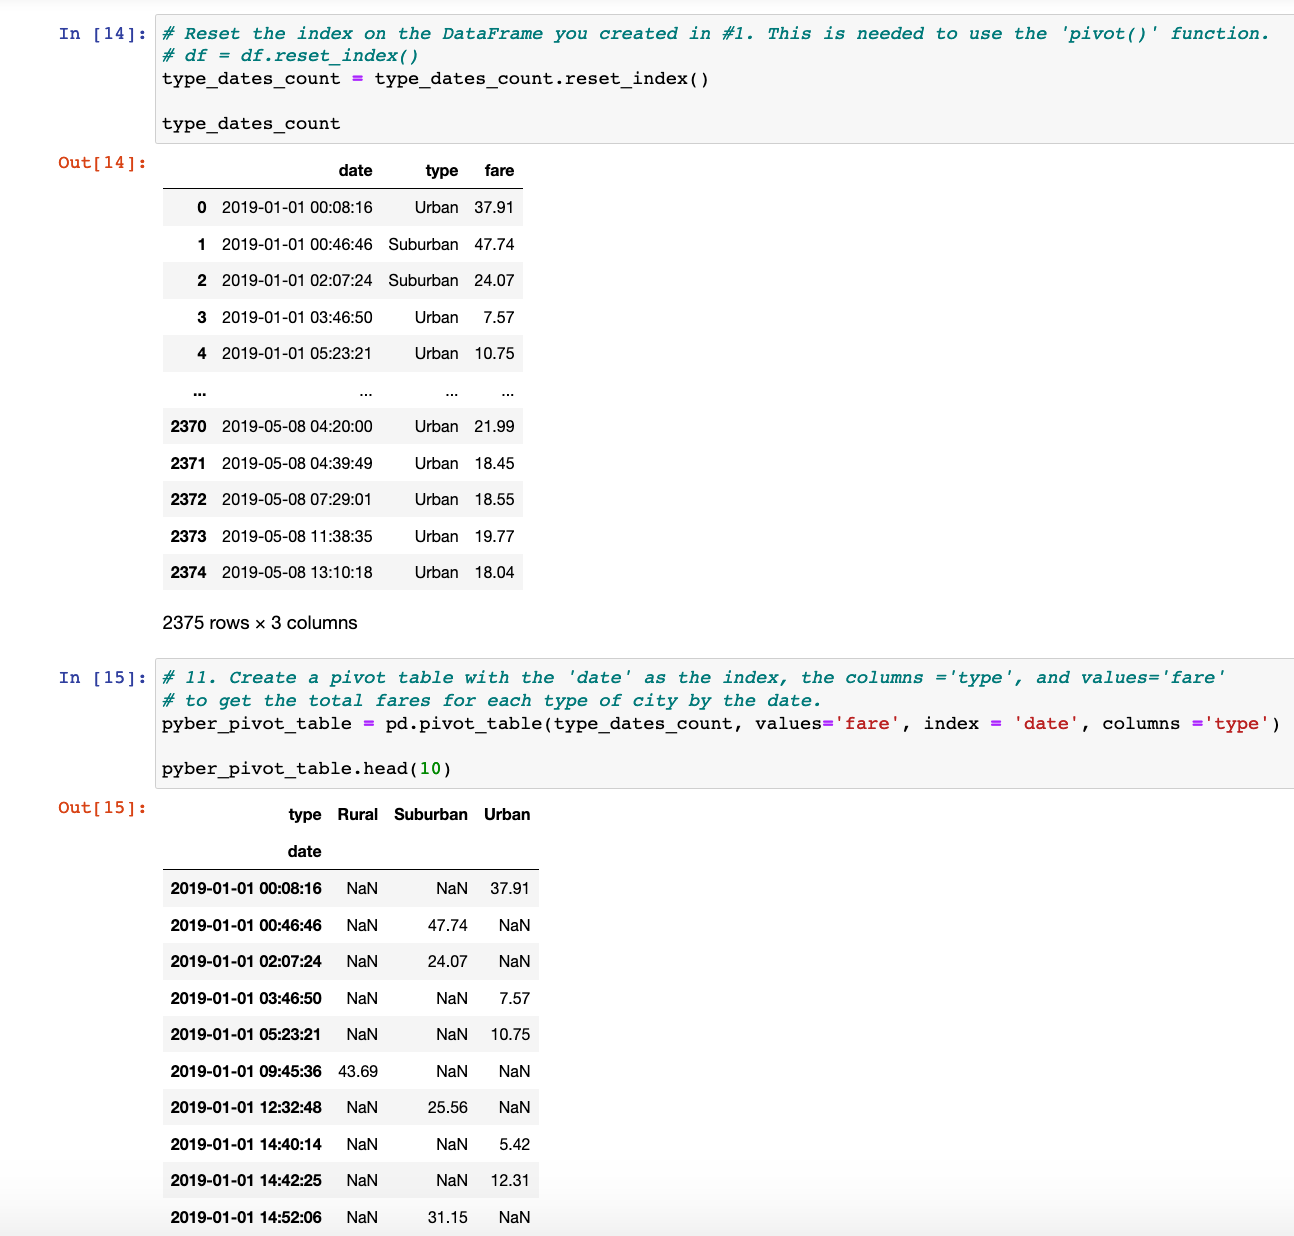 In [14]: # Reset the index on the DataFrame you created in #1. This is needed to use the 'pivot()' function.
# df = df.reset_index()
type_dates_count = type_dates_count.reset_index()
type_dates_count
Out[14]:
date type fare
0 2019-01-01 00:08:16 Urban 37.91
1 2019-01-01 00:46:46 Suburban 47.74
2 2019-01-01 02:07:24 Suburban 24.07
3 2019-01-01 03:46:50 Urban 7.57
4 2019-01-01 05:23:21 Urban 10.75
... ... ... ...
2370 2019-05-08 04:20:00 Urban 21.99
2371 2019-05-08 04:39:49 Urban 18.45
2372 2019-05-08 07:29:01 Urban 18.55
2373 2019-05-08 11:38:35 Urban 19.77
2374 2019-05-08 13:10:18 Urban 18.04
2375 rows × 3 columns
In [15]: # 11. Create a pivot table with the 'date' as the index, the columns ='type', and values='fare'
# to get the total fares for each type of city by the date.
pyber_pivot_table = pd.pivot_table(type_dates_count, values='fare', index = 'date', columns ='type')
pyber_pivot_table.head(10)
Out[15]:
type Rural Suburban Urban
date
2019-01-01 00:08:16 NaN NaN 37.91
2019-01-01 00:46:46 NaN 47.74 NaN
2019-01-01 02:07:24 NaN 24.07 NaN
2019-01-01 03:46:50 NaN NaN 7.57
2019-01-01 05:23:21 NaN NaN 10.75
2019-01-01 09:45:36 43.69 NaN NaN
2019-01-01 12:32:48 NaN 25.56 NaN
2019-01-01 14:40:14 NaN NaN 5.42
2019-01-01 14:42:25 NaN NaN 12.31
2019-01-01 14:52:06 NaN 31.15 NaN